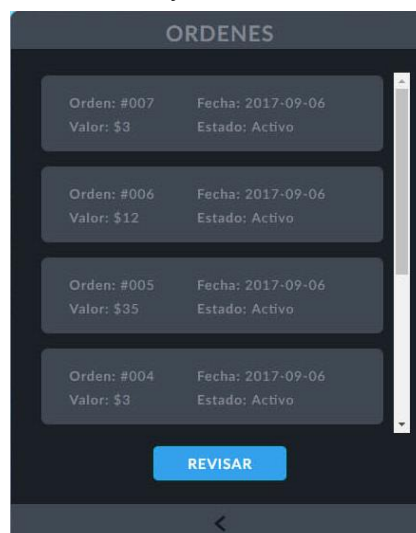 ORDENES
Orden: #007 Fecha: 2017-09-06
Valor: $3 Estado: Activo
Orden: #006 Fecha: 2017-09-06
Valor: $12 Estado: Activo
Orden: #005 Fecha: 2017-09-06
Valor: $35 Estado: Activo
Orden: #004 Fecha: 2017-09-06
Valor: $3 Estado: Activo
REVISAR